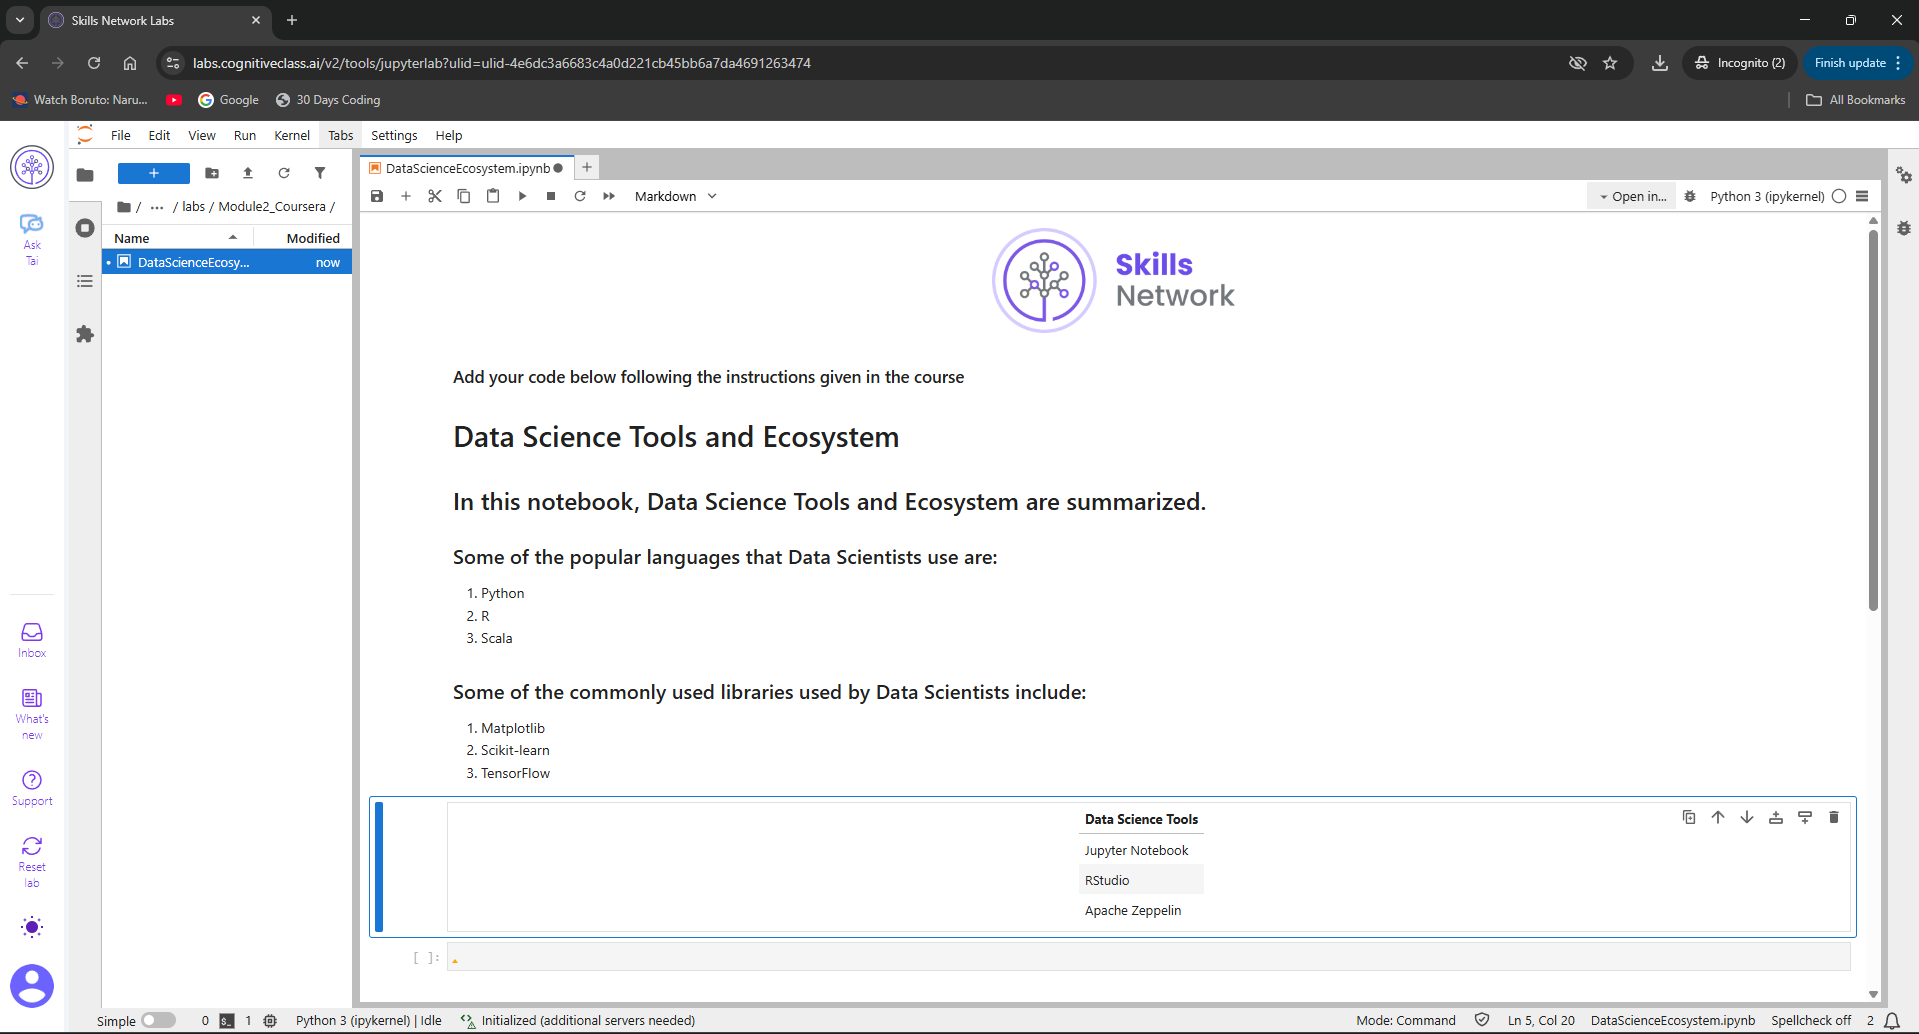 Skills Network Labs
labs.cognitiveclass.ai/v2/tools/jupyterlab?ulid=ulid-4e6dc3a6683c4a0d221cb45bb6a7da4691263474
Incognito (2)
Finish update
Watch Boruto: Naru...
Google
30 Days Coding
All Bookmarks
File Edit View Run Kernel Tabs Settings Help
Ask
Tai
Inbox
What's
new
Support
Reset
lab
/ ... / labs / Module2_Coursera /
Name Modified
DataScienceEcosy... now
DataScienceEcosystem.ipynb
Markdown
Open in...
Python 3 (ipykernel)
Skills
Network
Add your code below following the instructions given in the course
Data Science Tools and Ecosystem
In this notebook, Data Science Tools and Ecosystem are summarized.
Some of the popular languages that Data Scientists use are:
1. Python
2. R
3. Scala
Some of the commonly used libraries used by Data Scientists include:
1. Matplotlib
2. Scikit-learn
3. TensorFlow
Data Science Tools
Jupyter Notebook
RStudio
Apache Zeppelin
[ ]:
Simple 0 $_ 1 Python 3 (ipykernel) | Idle Initialized (additional servers needed) Mode: Command Ln 5, Col 20 DataScienceEcosystem.ipynb Spellcheck off 2